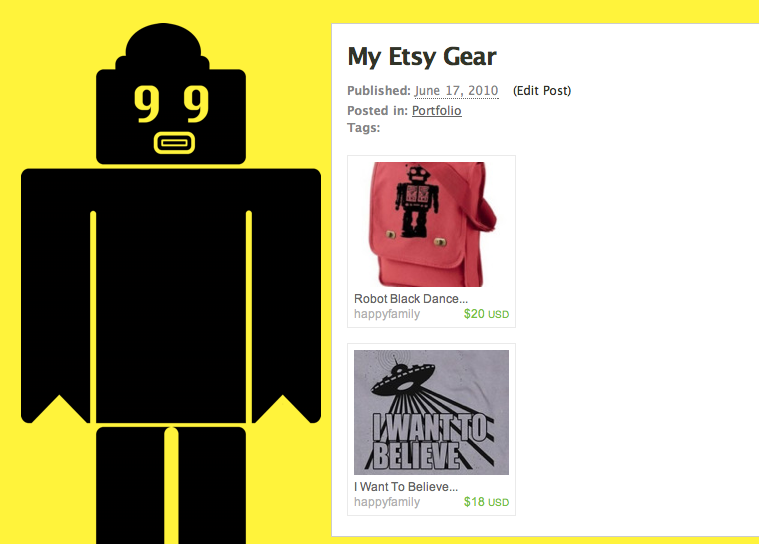 9 9
My Etsy Gear
Published: June 17, 2010 (Edit Post)
Posted in: Portfolio
Tags:
Robot Black Dance...
happyfamily $20 USD
I WANT TO
BELIEVE
I Want To Believe...
happyfamily $18 USD